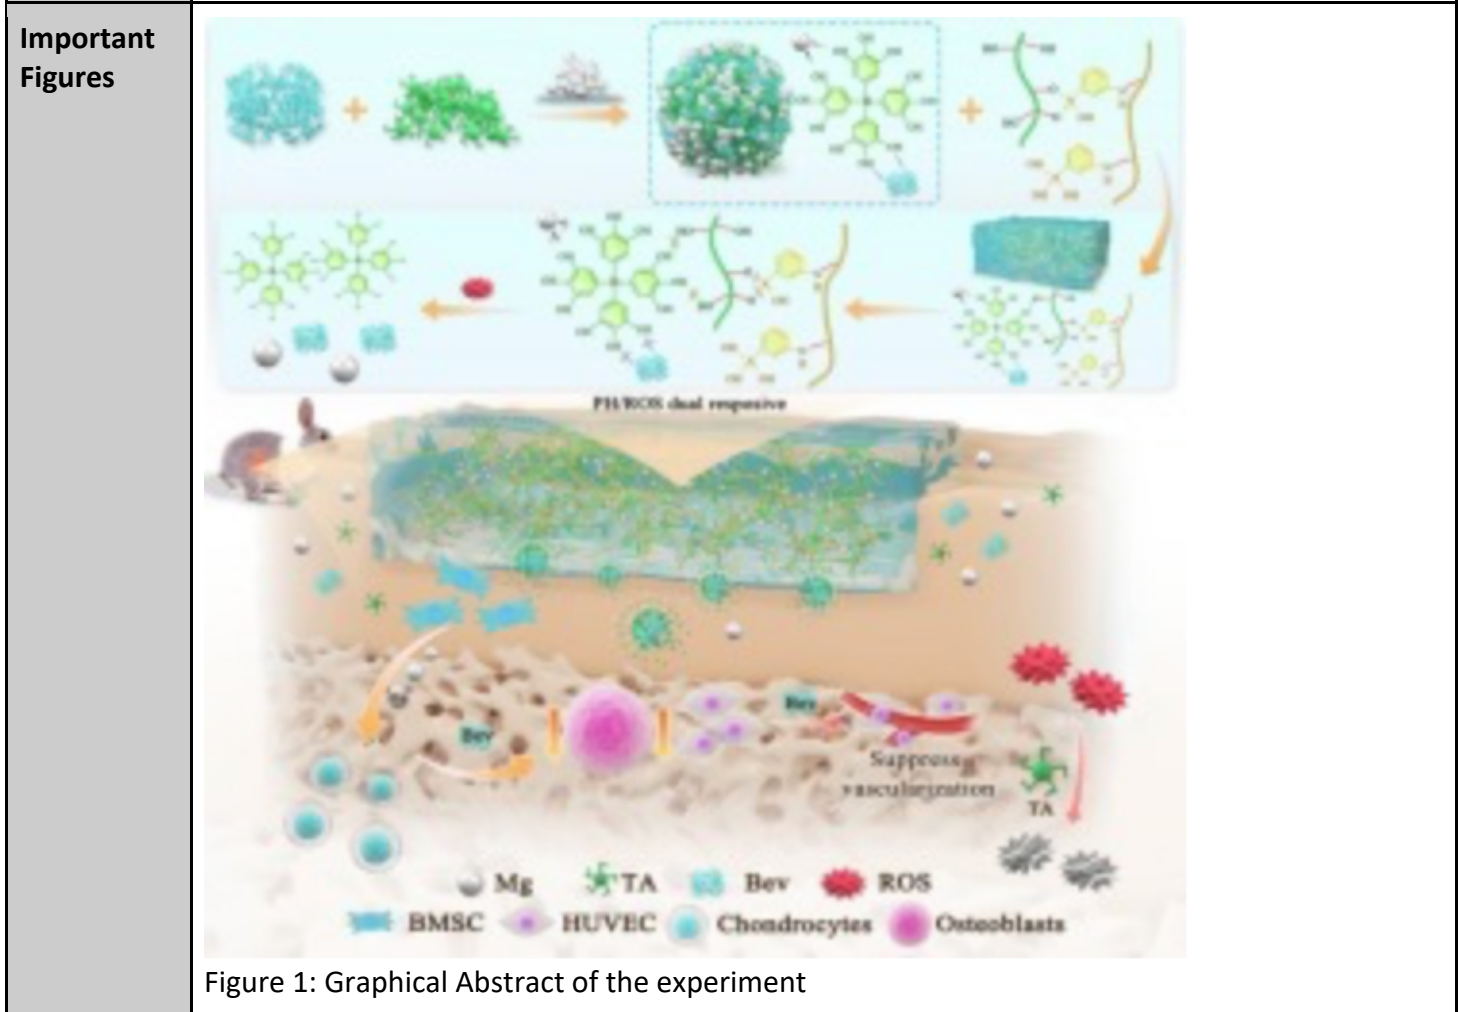 Important
Figures
PH/ROS dual resposive
Bev
Bev
Suppress
vascularization
TA
Mg TA Bev ROS
BMSC HUVEC Chondrocytes Osteoblasts
Figure 1: Graphical Abstract of the experiment